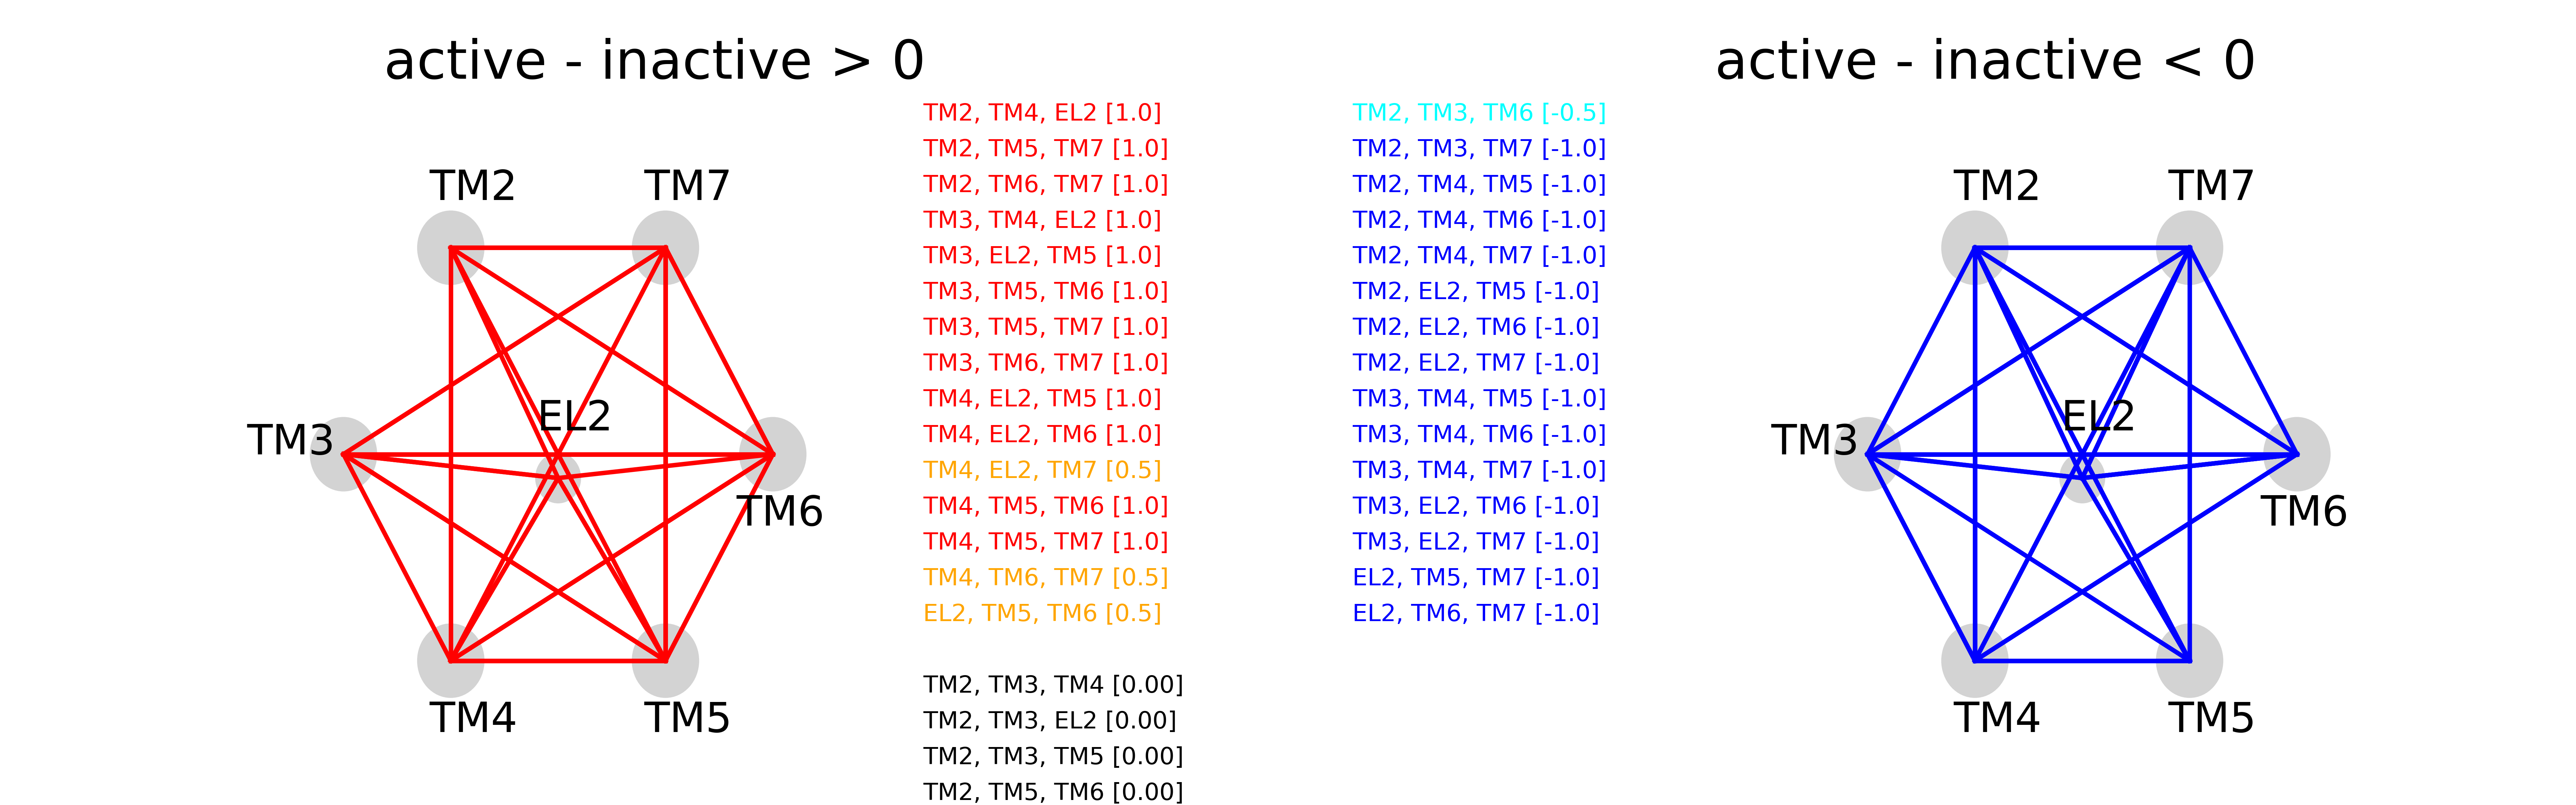 active - inactive > 0
TM2
TM7
TM3
EL2
TM6
TM4
TM5
TM2, TM4, EL2 [1.0]
TM2, TM5, TM7 [1.0]
TM2, TM6, TM7 [1.0]
TM3, TM4, EL2 [1.0]
TM3, EL2, TM5 [1.0]
TM3, TM5, TM6 [1.0]
TM3, TM5, TM7 [1.0]
TM3, TM6, TM7 [1.0]
TM4, EL2, TM5 [1.0]
TM4, EL2, TM6 [1.0]
TM4, EL2, TM7 [0.5]
TM4, TM5, TM6 [1.0]
TM4, TM5, TM7 [1.0]
TM4, TM6, TM7 [0.5]
EL2, TM5, TM6 [0.5]
TM2, TM3, TM4 [0.00]
TM2, TM3, EL2 [0.00]
TM2, TM3, TM5 [0.00]
TM2, TM5, TM6 [0.00]
active - inactive < 0
TM2, TM3, TM6 [-0.5]
TM2, TM3, TM7 [-1.0]
TM2, TM4, TM5 [-1.0]
TM2, TM4, TM6 [-1.0]
TM2, TM4, TM7 [-1.0]
TM2, EL2, TM5 [-1.0]
TM2, EL2, TM6 [-1.0]
TM2, EL2, TM7 [-1.0]
TM3, TM4, TM5 [-1.0]
TM3, TM4, TM6 [-1.0]
TM3, TM4, TM7 [-1.0]
TM3, EL2, TM6 [-1.0]
TM3, EL2, TM7 [-1.0]
EL2, TM5, TM7 [-1.0]
EL2, TM6, TM7 [-1.0]
TM2
TM7
TM3
EL2
TM6
TM4
TM5